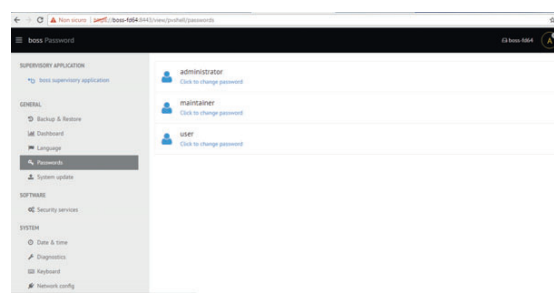 Non sicuro | https://boss-fd64:8443/view/pvshell/passwords
boss Password
boss-fd64
A
SUPERVISORY APPLICATION
boss supervisory application
GENERAL
Backup & Restore
Dashboard
Language
Passwords
System update
SOFTWARE
Security services
SYSTEM
Date & time
Diagnostics
Keyboard
Network config
administrator
Click to change password
maintainer
Click to change password
user
Click to change password